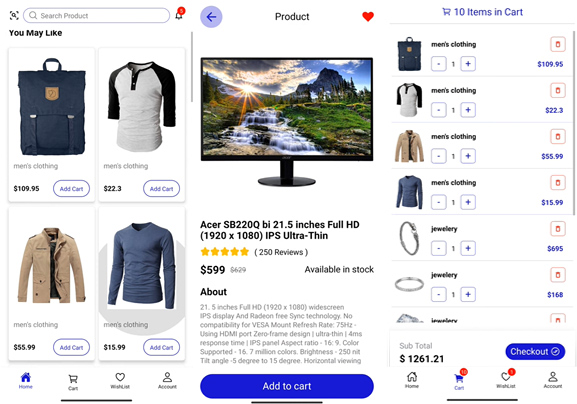 Search Product
0
You May Like
men's clothing
$109.95
Add Cart
men's clothing
$22.3
Add Cart
men's clothing
$55.99
Add Cart
men's clothing
$15.99
Add Cart
Home
Cart
WishList
Account
Product
acer
Acer SB220Q bi 21.5 inches Full HD
(1920 x 1080) IPS Ultra-Thin
( 250 Reviews )
$599 $629
Available in stock
About
21. 5 inches Full HD (1920 x 1080) widescreen
IPS display And Radeon free Sync technology. No
compatibility for VESA Mount Refresh Rate: 75Hz -
Using HDMI port Zero-frame design | ultra-thin | 4ms
response time | IPS panel Aspect ratio - 16: 9. Color
Supported - 16. 7 million colors. Brightness - 250 nit
Tilt angle -5 degree to 15 degree. Horizontal viewing
Add to cart
10 Items in Cart
men's clothing
- 1 +
$109.95
men's clothing
- 1 +
$22.3
men's clothing
- 1 +
$55.99
men's clothing
- 1 +
$15.99
jewelery
- 1 +
$695
jewelery
- 1 +
$168
jewelery
Sub Total
$ 1261.21
Checkout
Home
10
Cart
1
WishList
Account